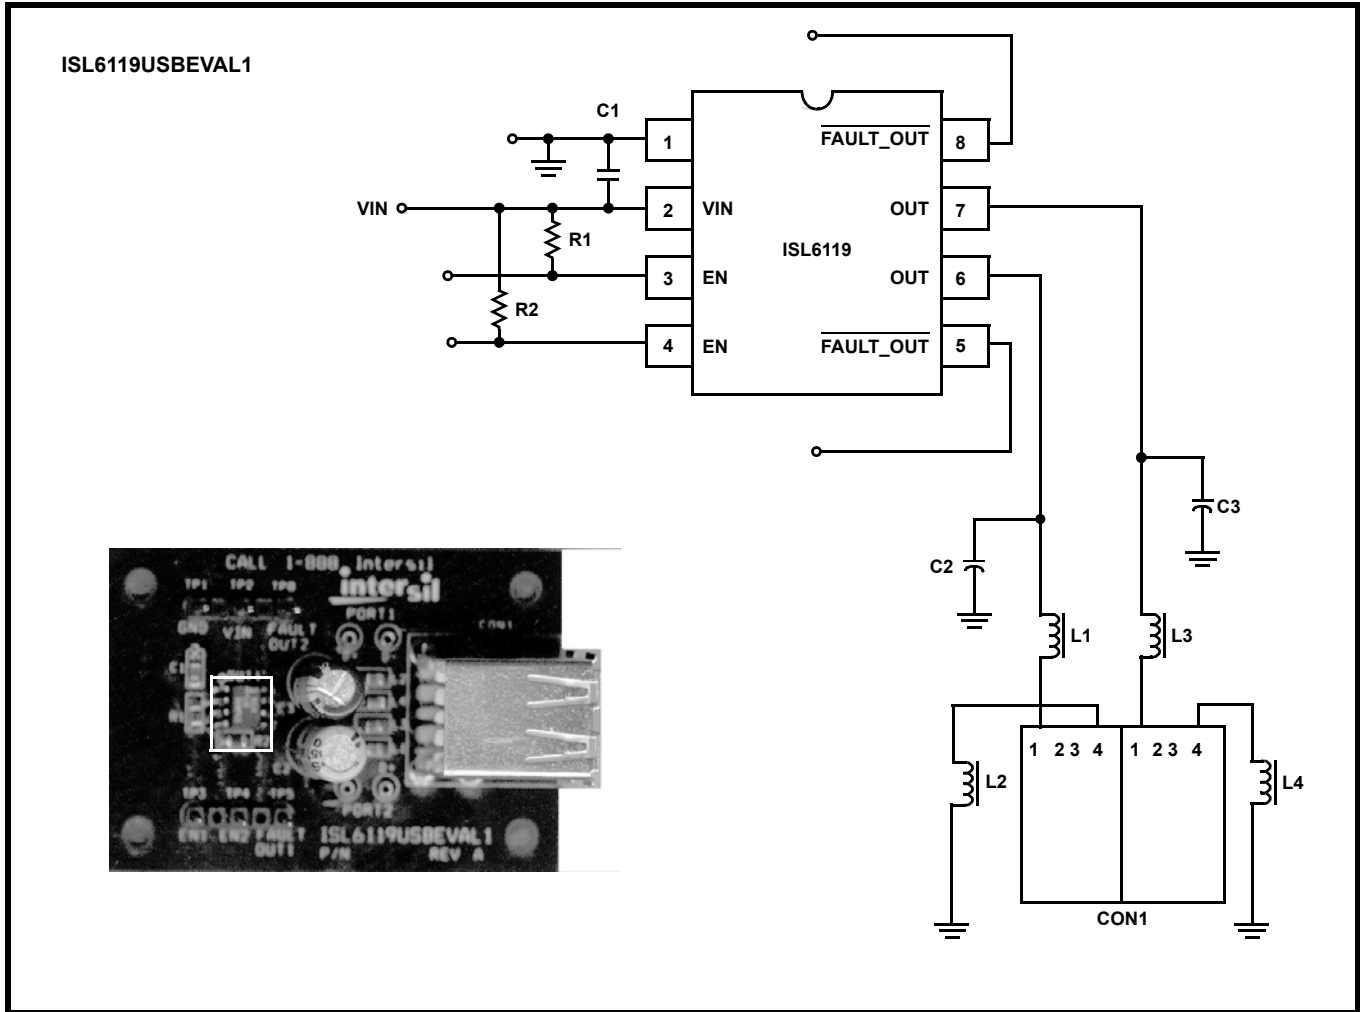 ISL6119USBEVAL1
C1
1
FAULT_OUT
8
VIN
2
VIN
OUT
7
R1
ISL6119
3
EN
OUT
6
R2
4
EN
FAULT_OUT
5
C3
C2
L1
L3
1 2 3 4 1 2 3 4
L2
L4
CON1
CALL 1-888 Intersil
intersil
TP1 TP2
PORT1
GND VIN FAULT
OUT2
CON1
PORT2
TP3 TP4 TP5
EN1 EN2 FAULT
OUT1
ISL6119USBEVAL1
P/N REV A